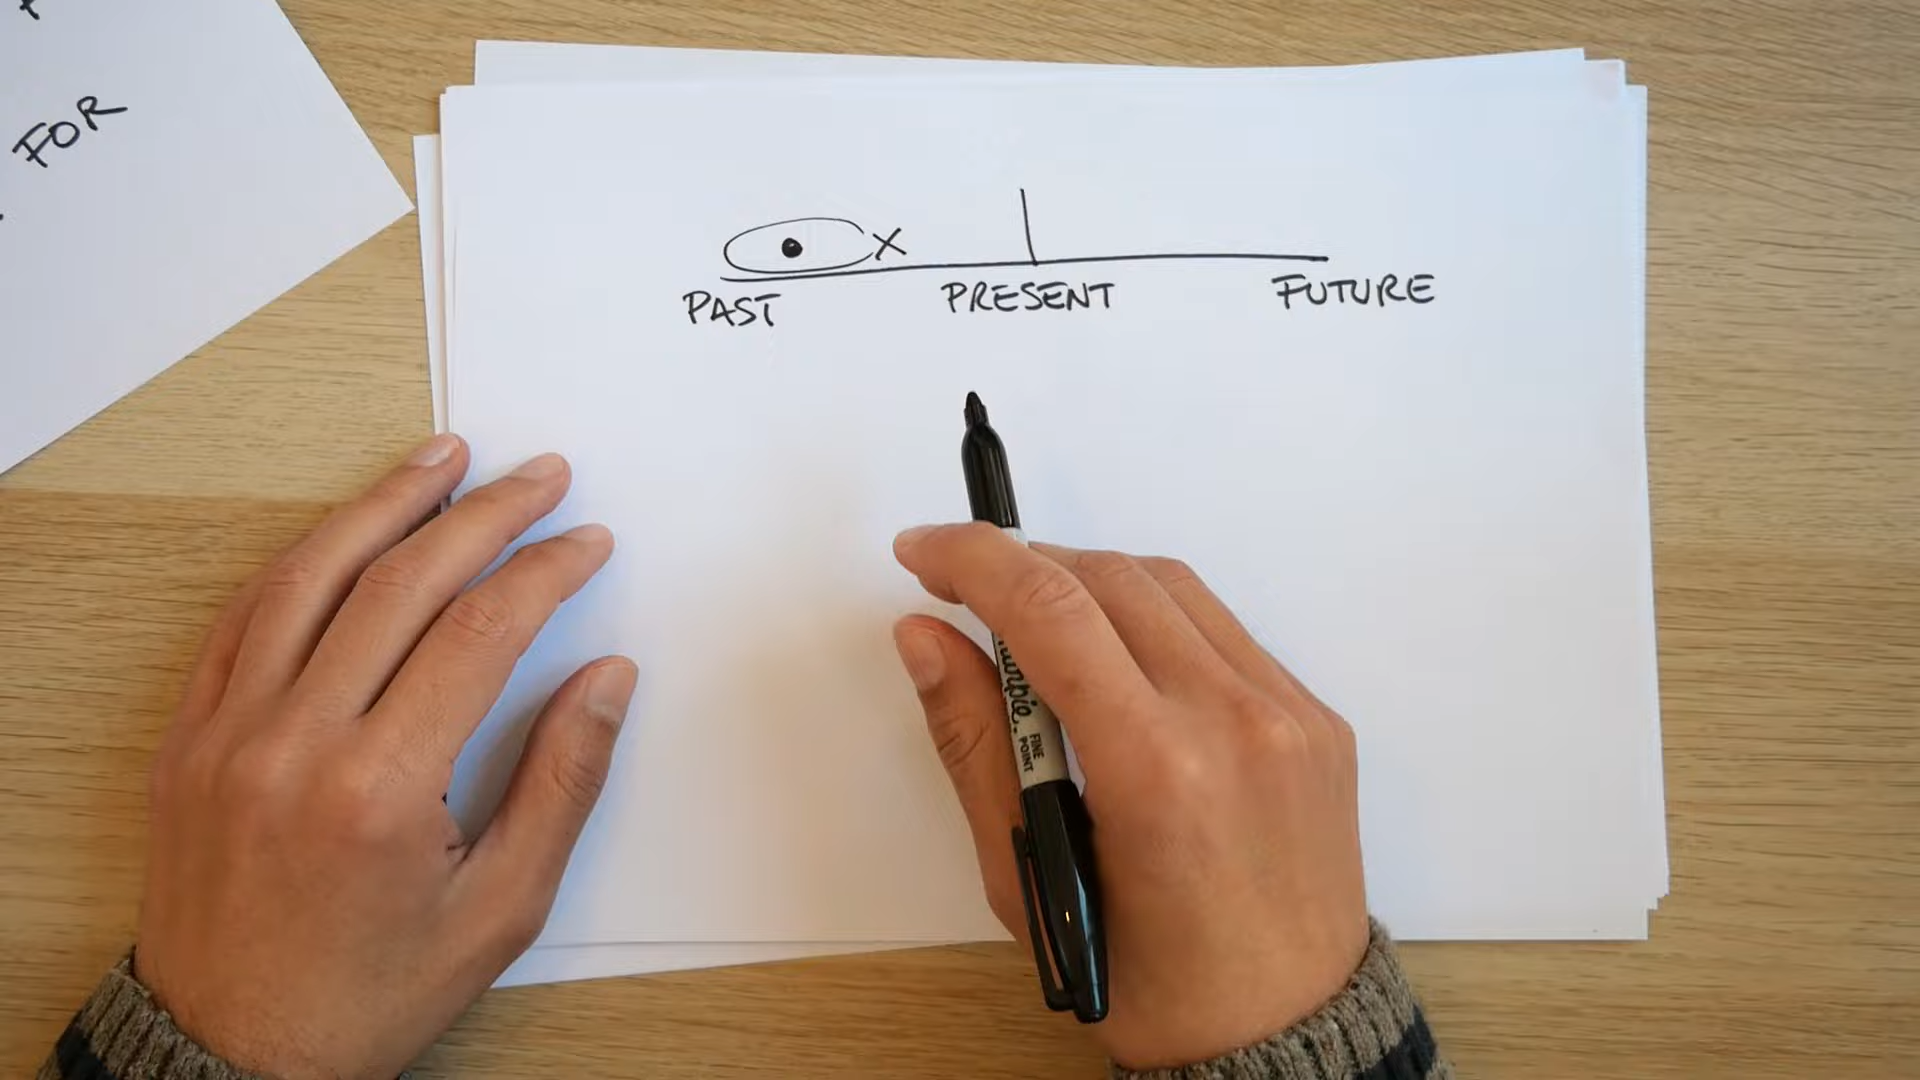 FOR
X
PAST PRESENT FUTURE
Sharpie.
FINE
POINT